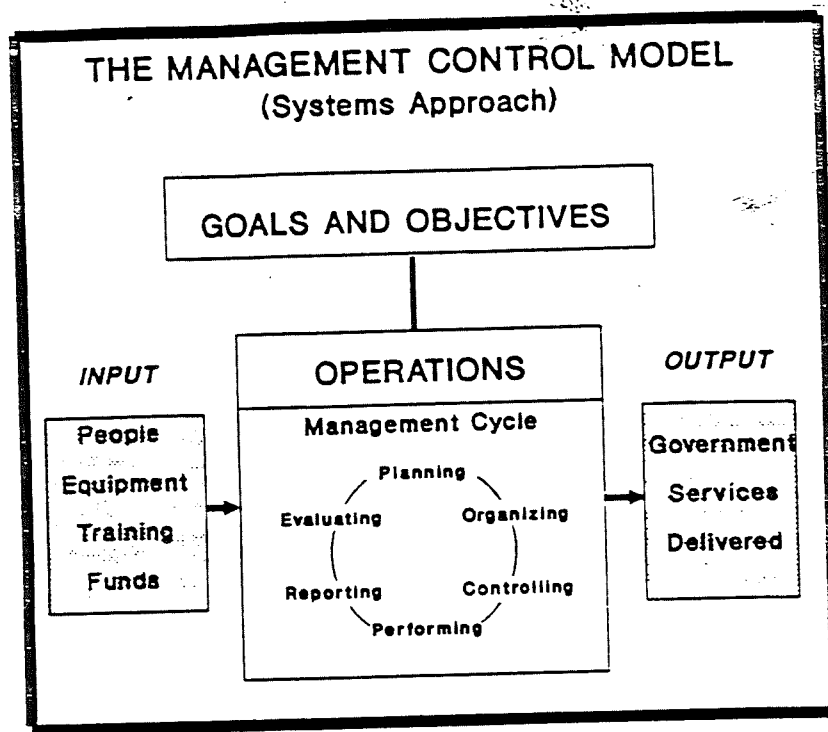 THE MANAGEMENT CONTROL MODEL
(Systems Approach)
GOALS AND OBJECTIVES
INPUT
People
Equipment
Training
Funds
OPERATIONS
Management Cycle
Planning
Organizing
Controlling
Performing
Reporting
Evaluating
OUTPUT
Government
Services
Delivered